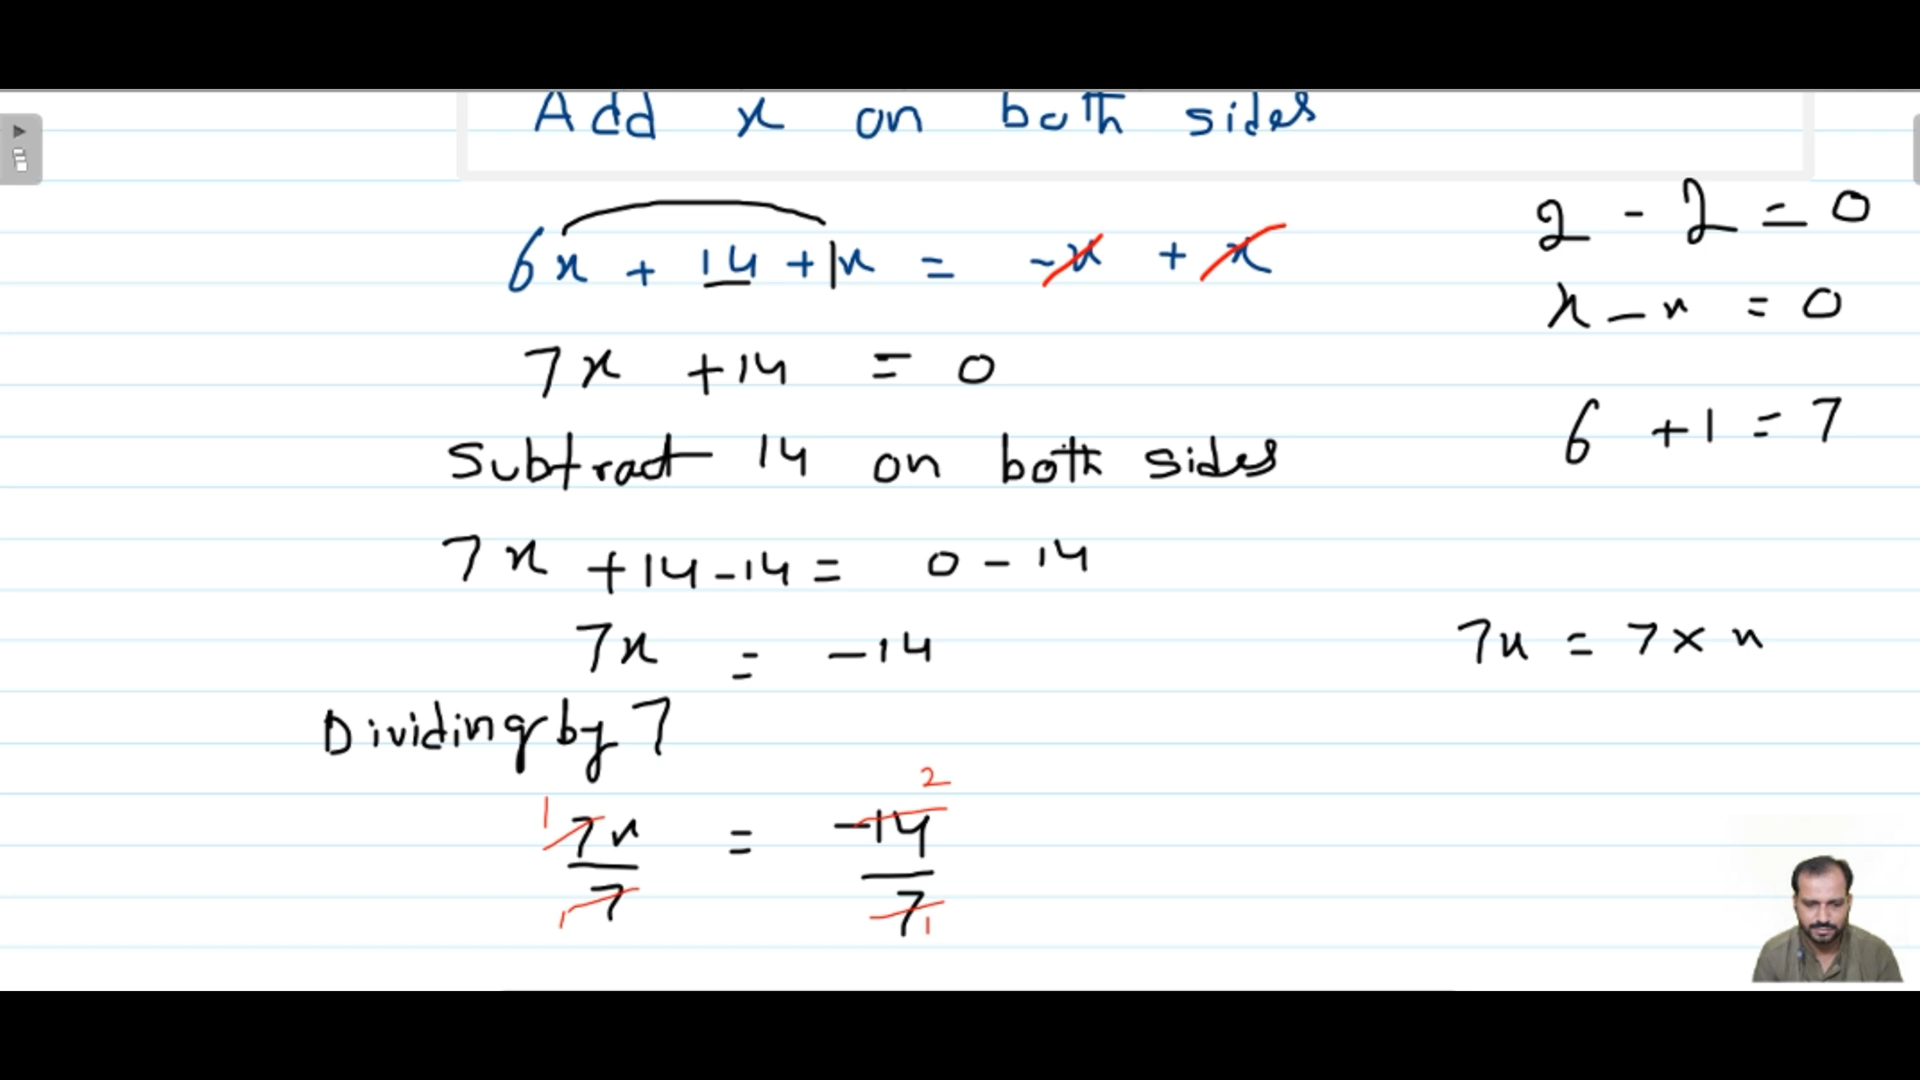 Add x on both sides
6x + 14 + 1x = -x + x
7x + 14 = 0
Subtract 14 on both sides
7x + 14 - 14 = 0 - 14
7x = -14
Dividing by 7
1 2
7x = -14
7 7
1 1
2 - 2 = 0
x - x = 0
6 + 1 = 7
7x = 7 × x